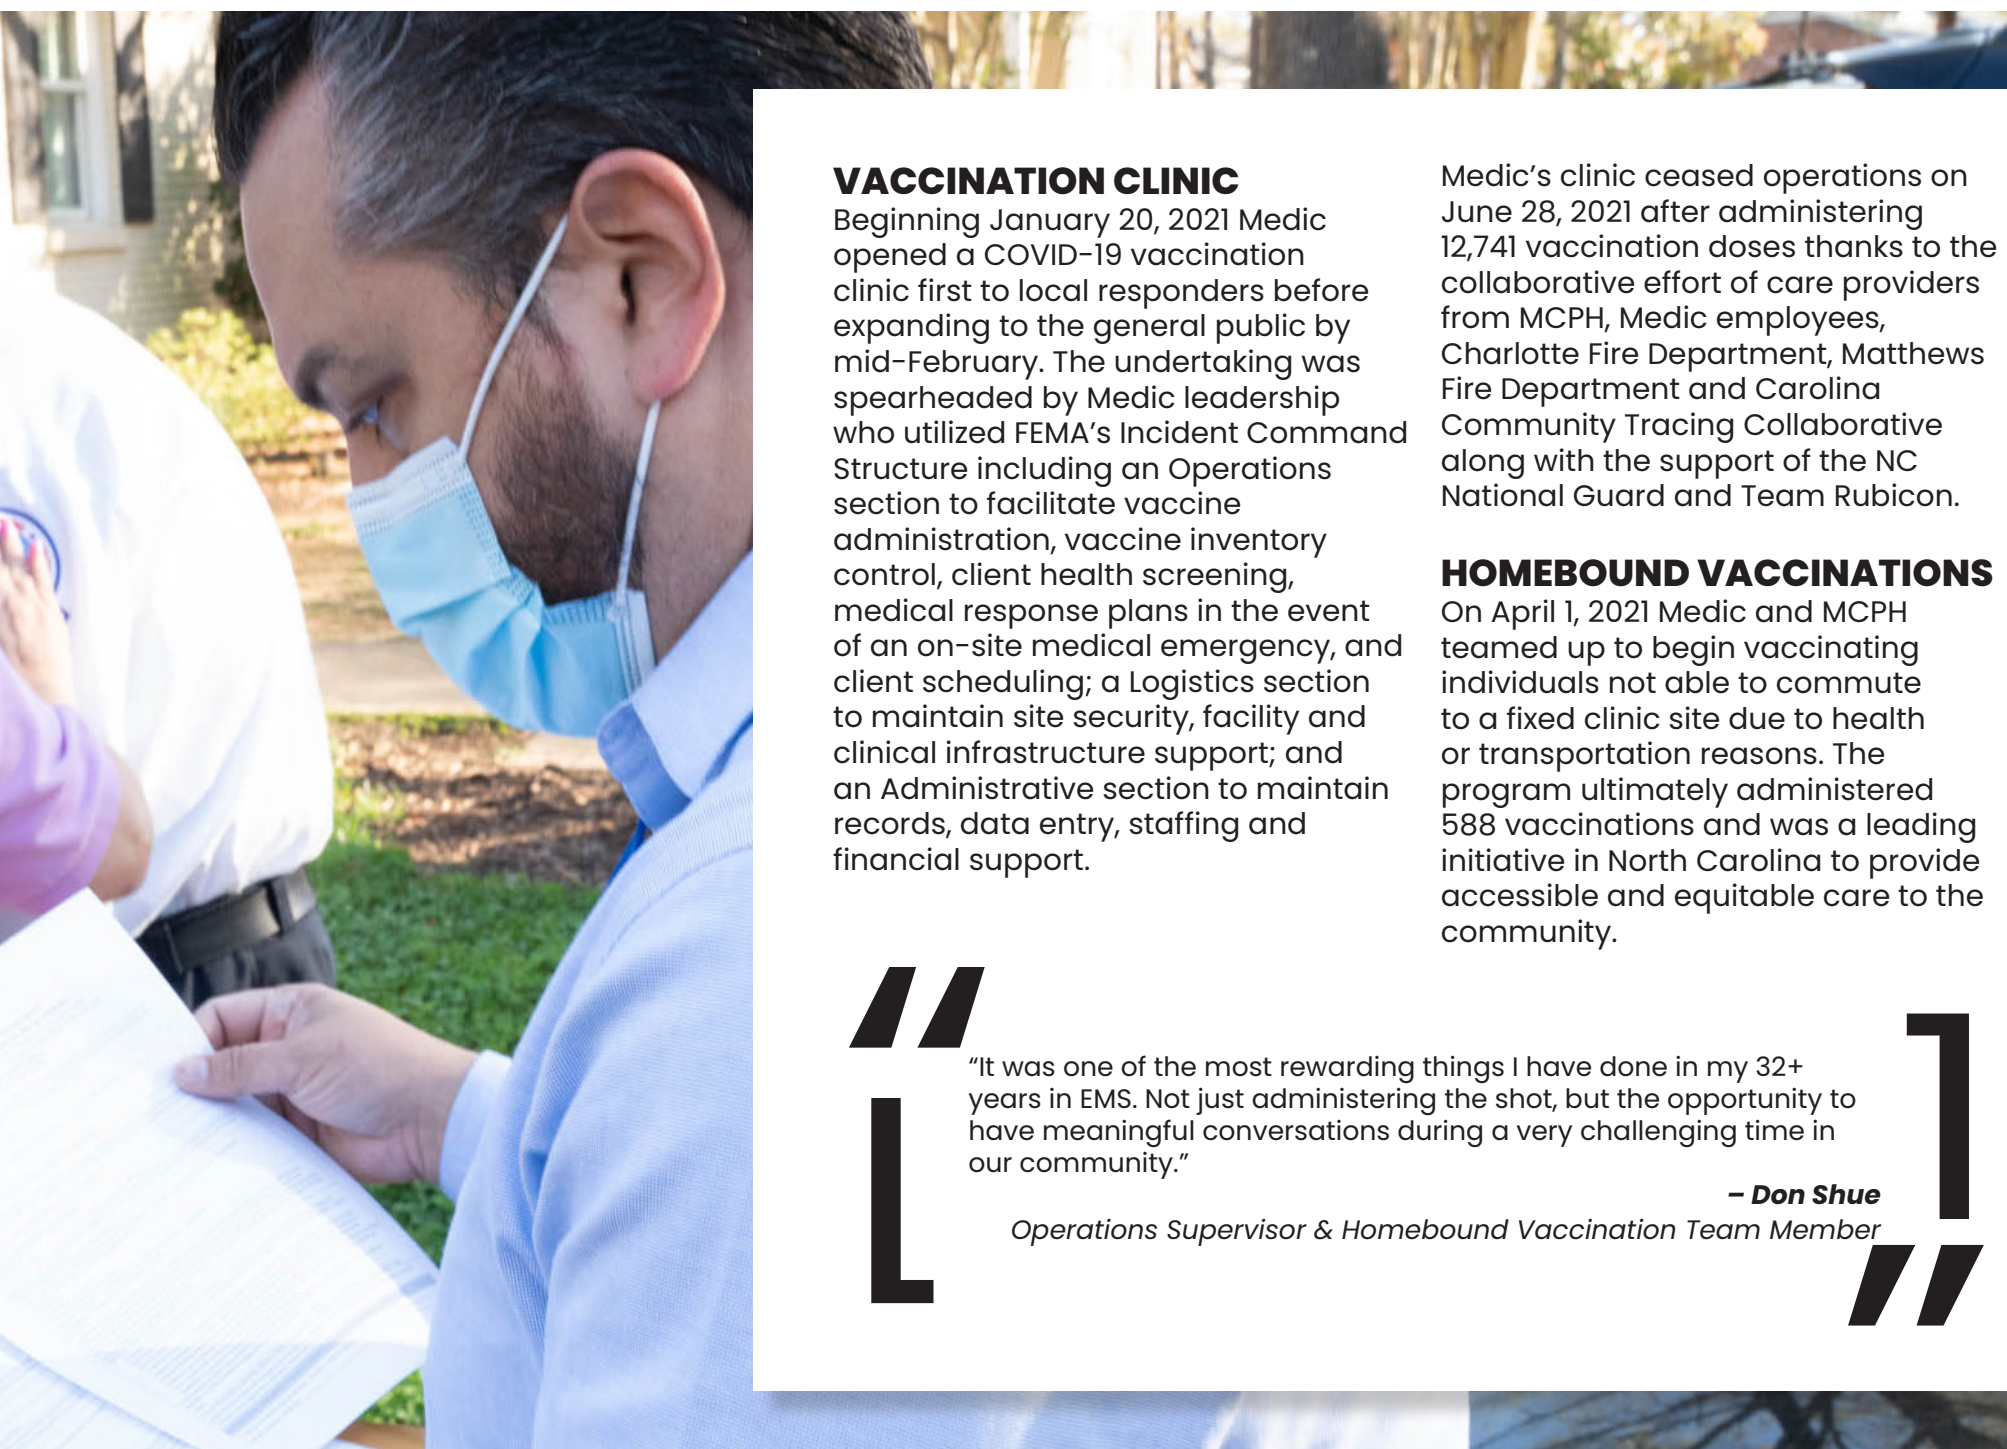 VACCINATION CLINIC
Beginning January 20, 2021 Medic
opened a COVID-19 vaccination
clinic first to local responders before
expanding to the general public by
mid-February. The undertaking was
spearheaded by Medic leadership
who utilized FEMA’s Incident Command
Structure including an Operations
section to facilitate vaccine
administration, vaccine inventory
control, client health screening,
medical response plans in the event
of an on-site medical emergency, and
client scheduling; a Logistics section
to maintain site security, facility and
clinical infrastructure support; and
an Administrative section to maintain
records, data entry, staffing and
financial support.
Medic’s clinic ceased operations on
June 28, 2021 after administering
12,741 vaccination doses thanks to the
collaborative effort of care providers
from MCPH, Medic employees,
Charlotte Fire Department, Matthews
Fire Department and Carolina
Community Tracing Collaborative
along with the support of the NC
National Guard and Team Rubicon.
HOMEBOUND VACCINATIONS
On April 1, 2021 Medic and MCPH
teamed up to begin vaccinating
individuals not able to commute
to a fixed clinic site due to health
or transportation reasons. The
program ultimately administered
588 vaccinations and was a leading
initiative in North Carolina to provide
accessible and equitable care to the
community.
“It was one of the most rewarding things I have done in my 32+
years in EMS. Not just administering the shot, but the opportunity to
have meaningful conversations during a very challenging time in
our community.”
– Don Shue
Operations Supervisor & Homebound Vaccination Team Member